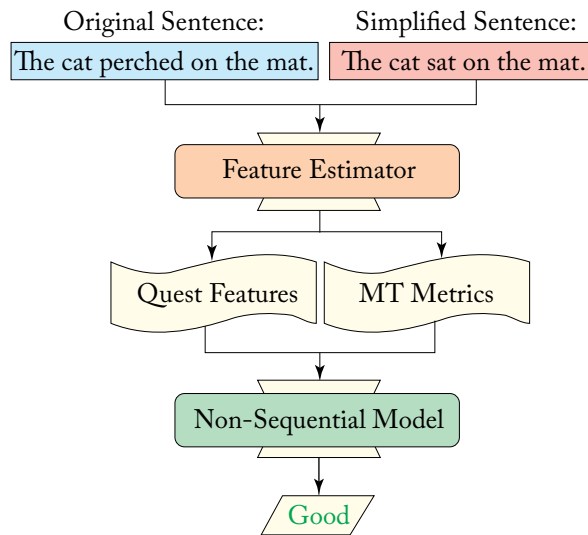 Original Sentence:
Simplified Sentence:
The cat perched on the mat.
The cat sat on the mat.
Feature Estimator
Quest Features
MT Metrics
Non-Sequential Model
Good